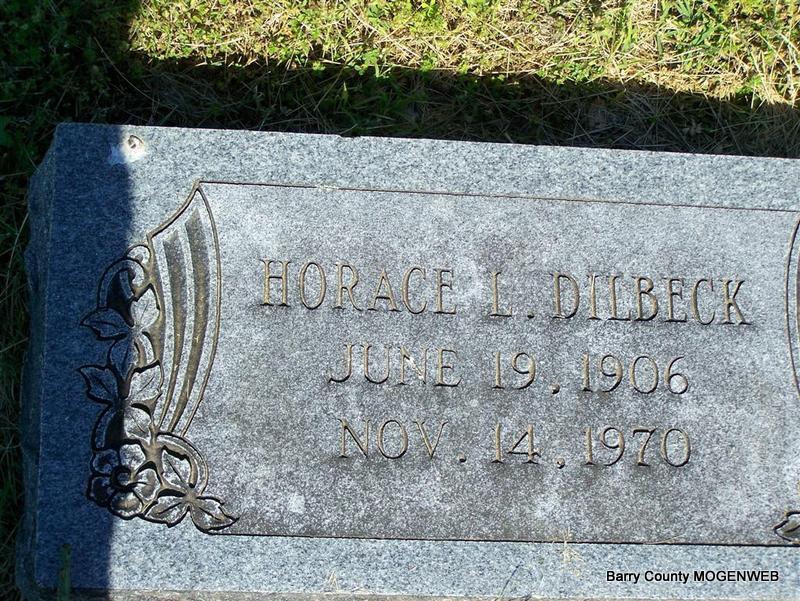 HORACE L. DILBECK
JUNE 19, 1906
NOV. 14, 1970
Barry County MOGENWEB